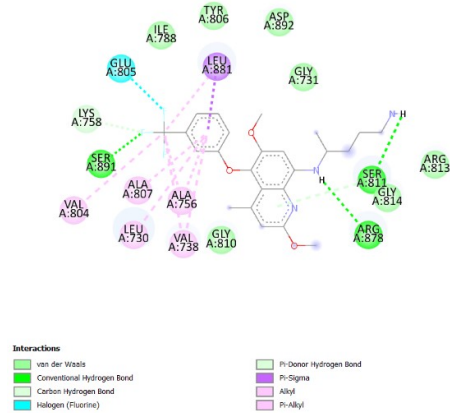 TYR
A:806
ASP
A:892
ILE
A:788
GLU
A:805
LEU
A:881
GLY
A:731
LYS
A:758
SER
A:891
O
N
H
N
H
ARG
A:813
SER
A:811
GLY
A:814
ALA
A:807
VAL
A:804
ALA
A:756
O
N
LEU
A:730
VAL
A:738
GLY
A:810
O
ARG
A:878
Interactions
van der Waals
Conventional Hydrogen Bond
Carbon Hydrogen Bond
Halogen (Fluorine)
Pi-Donor Hydrogen Bond
Pi-Sigma
Alkyl
Pi-Alkyl